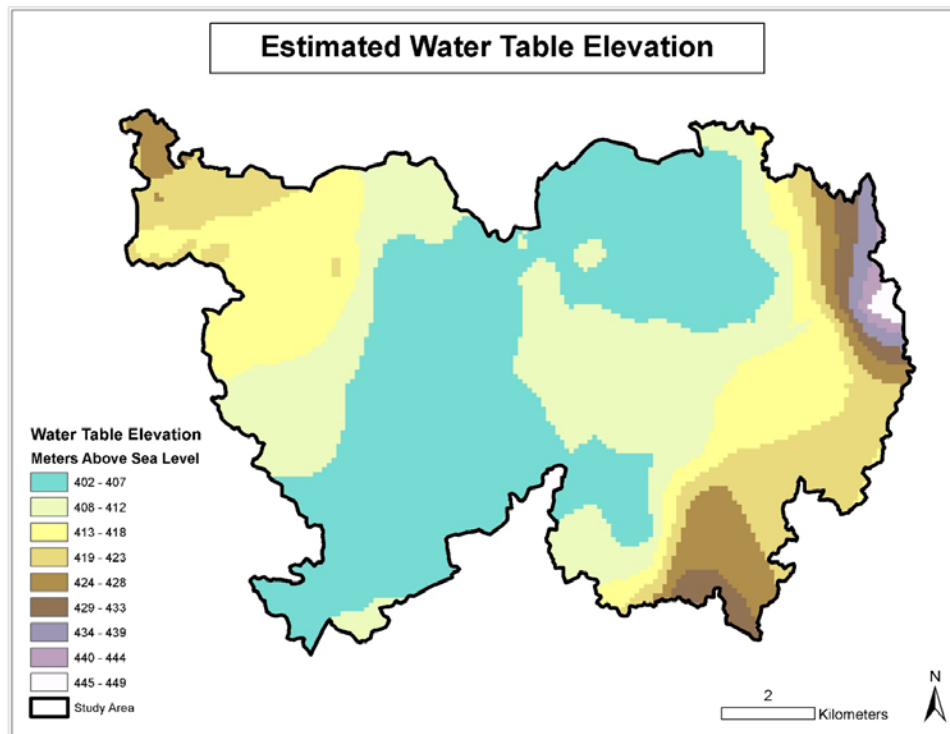 Estimated Water Table Elevation
Water Table Elevation
Meters Above Sea Level
402 - 407
408 - 412
413 - 418
419 - 423
424 - 428
429 - 433
434 - 439
440 - 444
445 - 449
Study Area
2
Kilometers
N